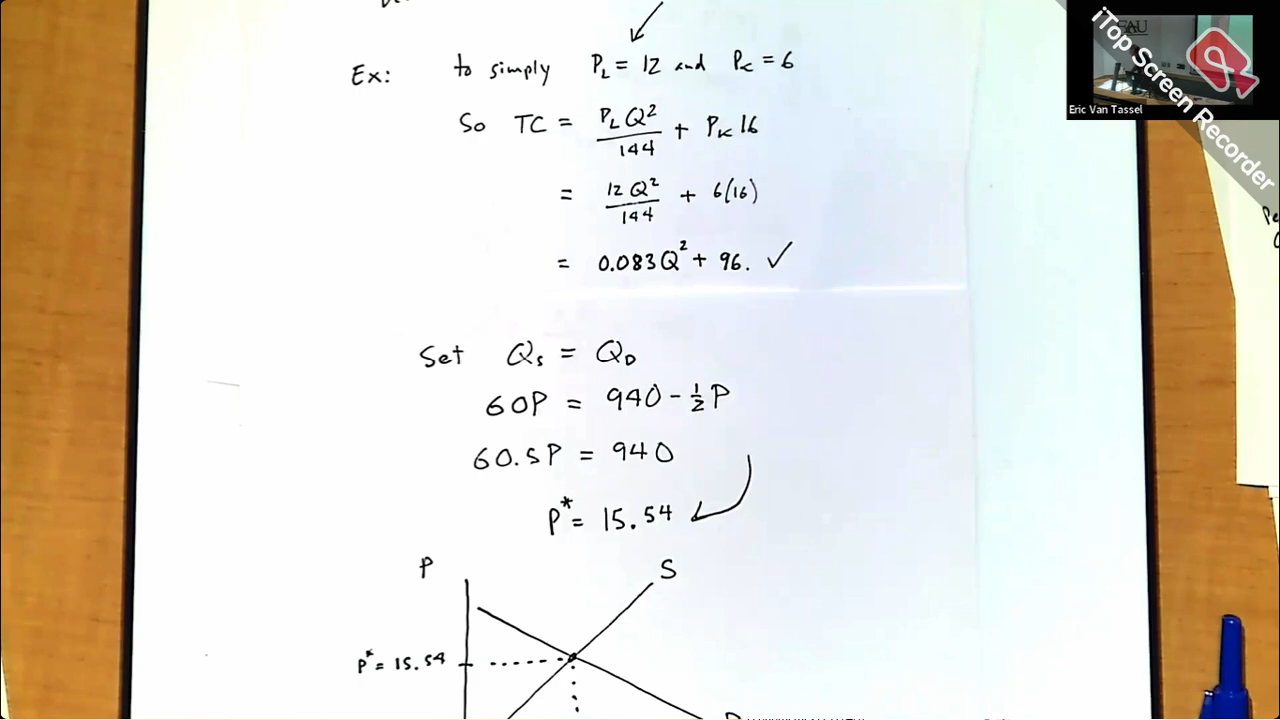 Ex: to simply P_L = 12 and P_K = 6
So TC = P_L Q² / 144 + P_K 16
= 12 Q² / 144 + 6(16)
= 0.083Q² + 96. ✓
Set Q_S = Q_D
60P = 940 - ½P
60.5P = 940
P* = 15.54
P
S
P* = 15.54
FAU
Eric Van Tassel
iTop Screen Recorder